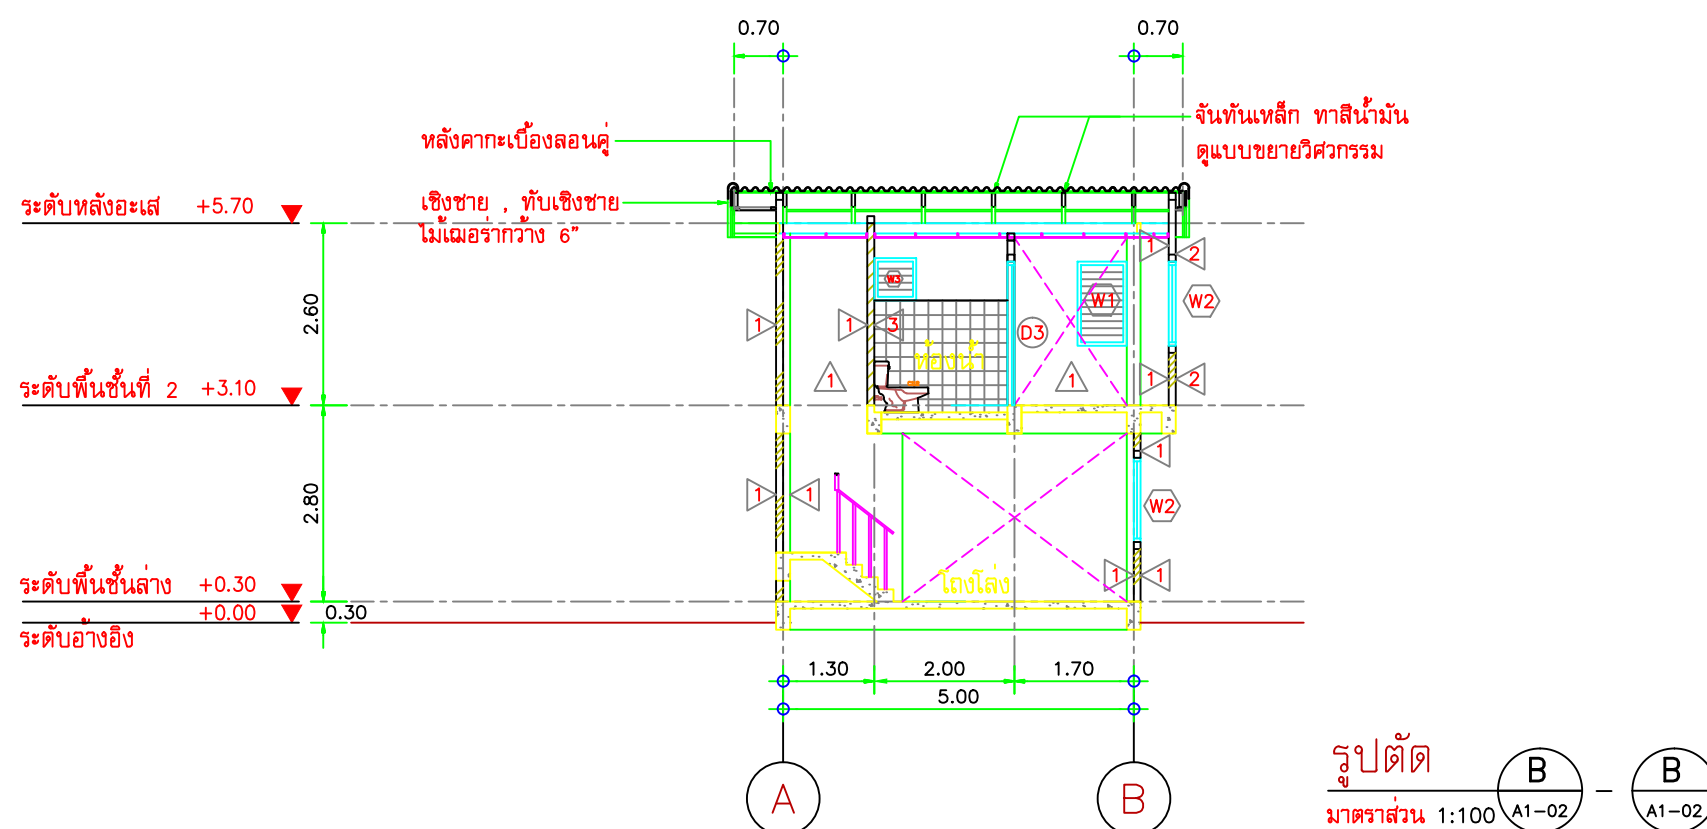 0.70
0.70
หลังคากะเบื้องลอนคู่
จันทันเหล็ก ทาสีน้ำมัน
ดูแบบขยายวิศวกรรม
ระดับหลังอะเส +5.70
เชิงชาย , ทับเชิงชาย
ไม้เฌอร่ากว้าง 6"
1
2
W3
W1
W2
2.60
1
1
3
D3
ห้องน้ำ
1
1
1
2
ระดับพื้นชั้นที่ 2 +3.10
1
2.80
1
1
W2
ระดับพื้นชั้นล่าง +0.30
โถงโล่ง
1
1
+0.00
0.30
ระดับอ้างอิง
1.30
2.00
1.70
5.00
A
B
รูปตัด
มาตราส่วน 1:100
B
A1-02
-
B
A1-02